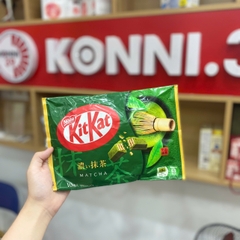 KONNI.3
Nestlé
KitKat
濃い抹茶
MATCHA